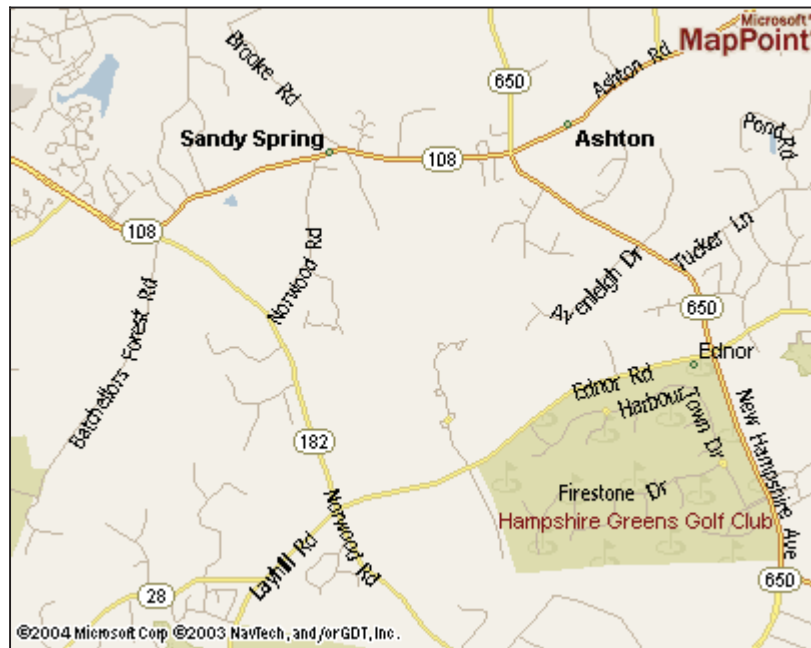 Microsoft®
MapPoint®
650
Ashton Rd
Brooke Rd
Sandy Spring
Ashton
Pond Rd
108
108
Norwood Rd
Avenleigh Dr
Tucker Ln
650
Batchellors Forest Rd
Ednor
Ednor Rd
Harbour
Town Dr
New Hampshire Ave
182
Firestone Dr
Hampshire Greens Golf Club
Norwood Rd
Layhill Rd
28
650
©2004 Microsoft Corp ©2003 NavTech, and/or GDT, Inc.